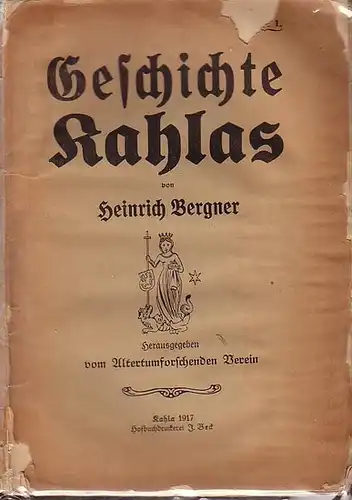 Geschichte
Kahlas
von
Heinrich Bergner
Herausgegeben
vom Altertumforschenden Verein
Kahla 1917
Hofbuchdruckerei J. Beck